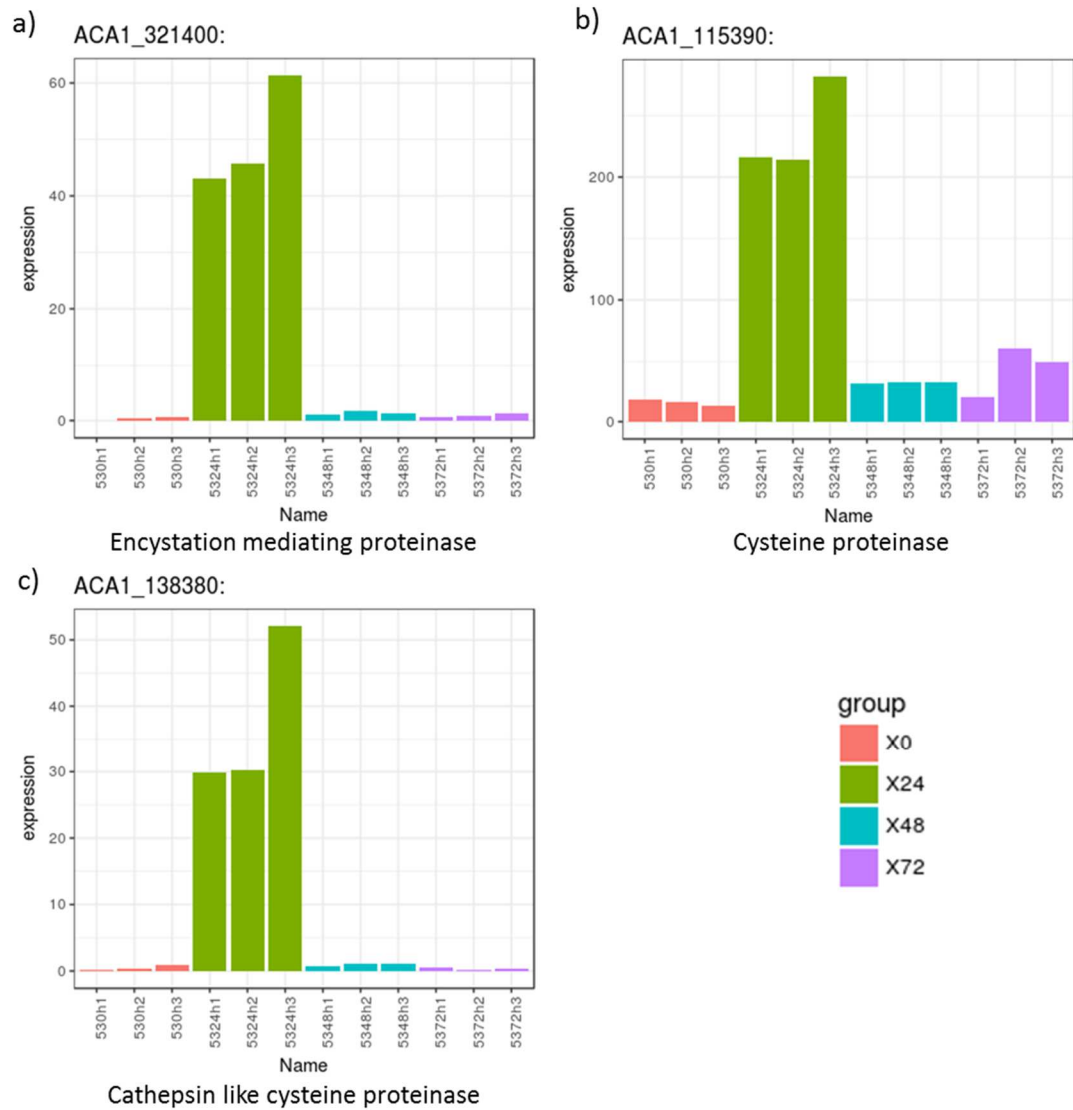 a)
ACA1_321400:
60
40
20
0
expression
530h1
530h2
530h3
5324h1
5324h2
5324h3
5348h1
5348h2
5348h3
5372h1
5372h2
5372h3
Name
Encystation mediating proteinase
b)
ACA1_115390:
200
100
0
expression
530h1
530h2
530h3
5324h1
5324h2
5324h3
5348h1
5348h2
5348h3
5372h1
5372h2
5372h3
Name
Cysteine proteinase
c)
ACA1_138380:
50
40
30
20
10
0
expression
530h1
530h2
530h3
5324h1
5324h2
5324h3
5348h1
5348h2
5348h3
5372h1
5372h2
5372h3
Name
Cathepsin like cysteine proteinase
group
X0
X24
X48
X72